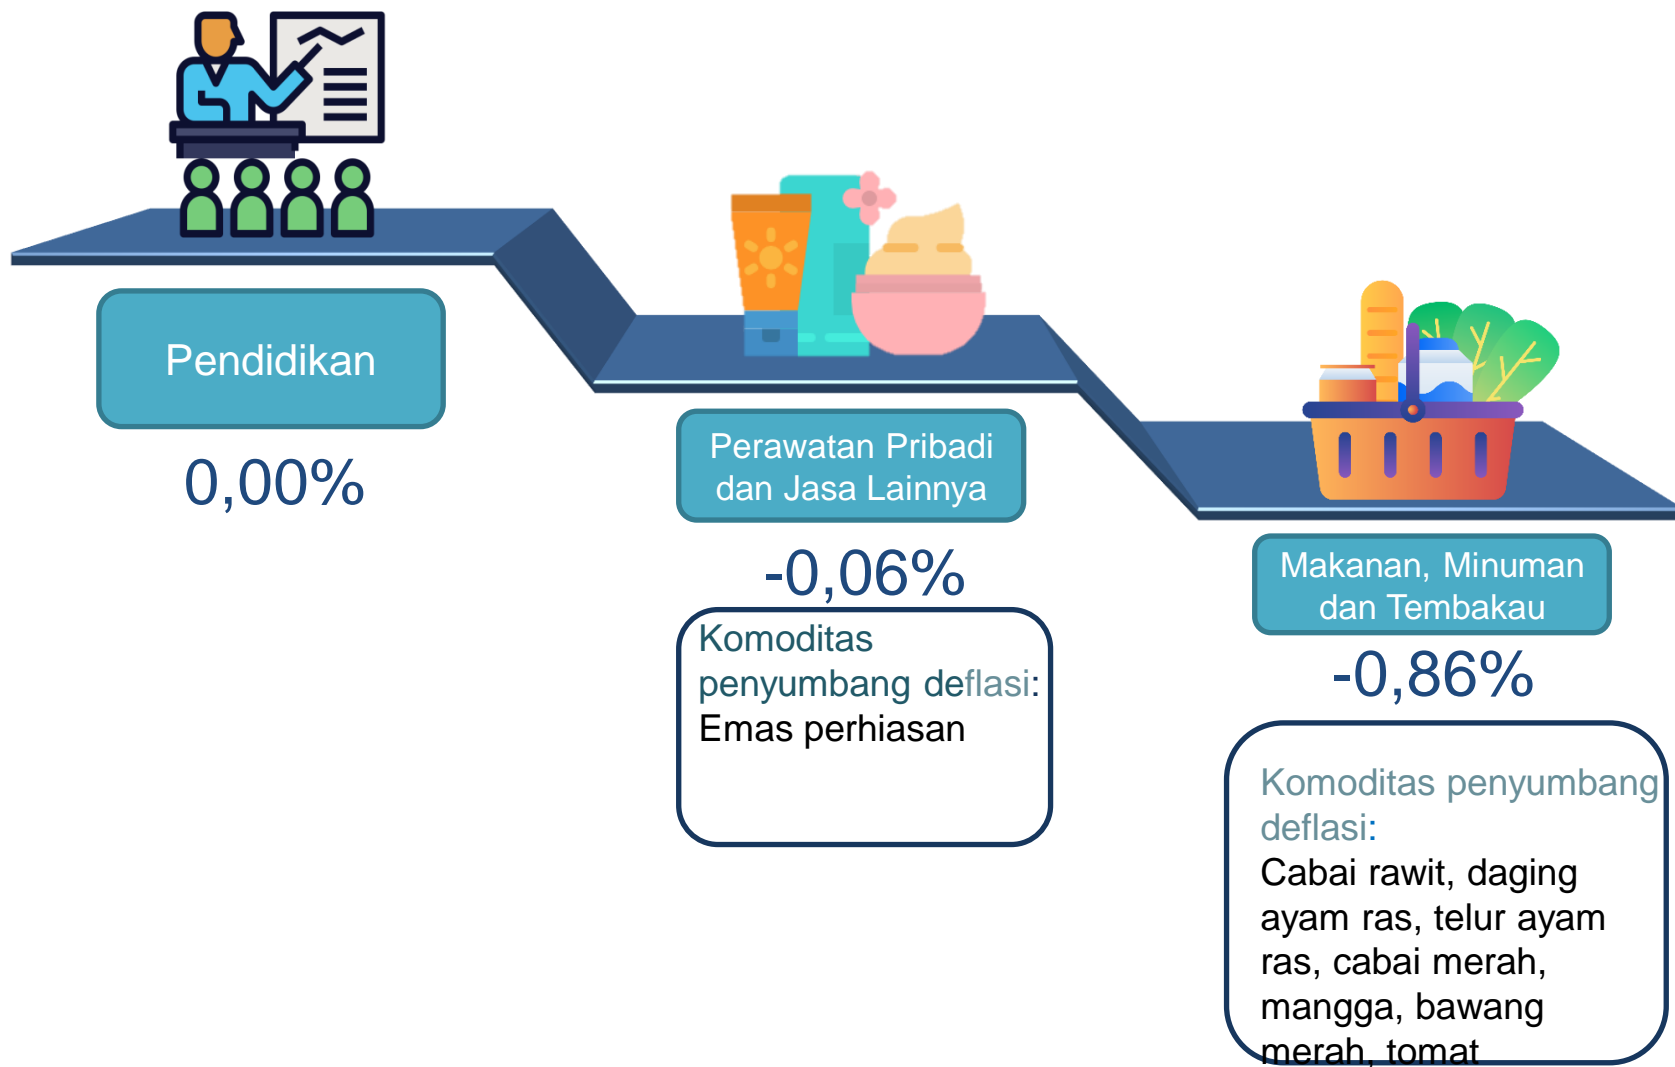 Pendidikan
0,00%
Perawatan Pribadi
dan Jasa Lainnya
-0,06%
Komoditas
penyumbang deflasi:
Emas perhiasan
Makanan, Minuman
dan Tembakau
-0,86%
Komoditas penyumbang
deflasi:
Cabai rawit, daging
ayam ras, telur ayam
ras, cabai merah,
mangga, bawang
merah, tomat